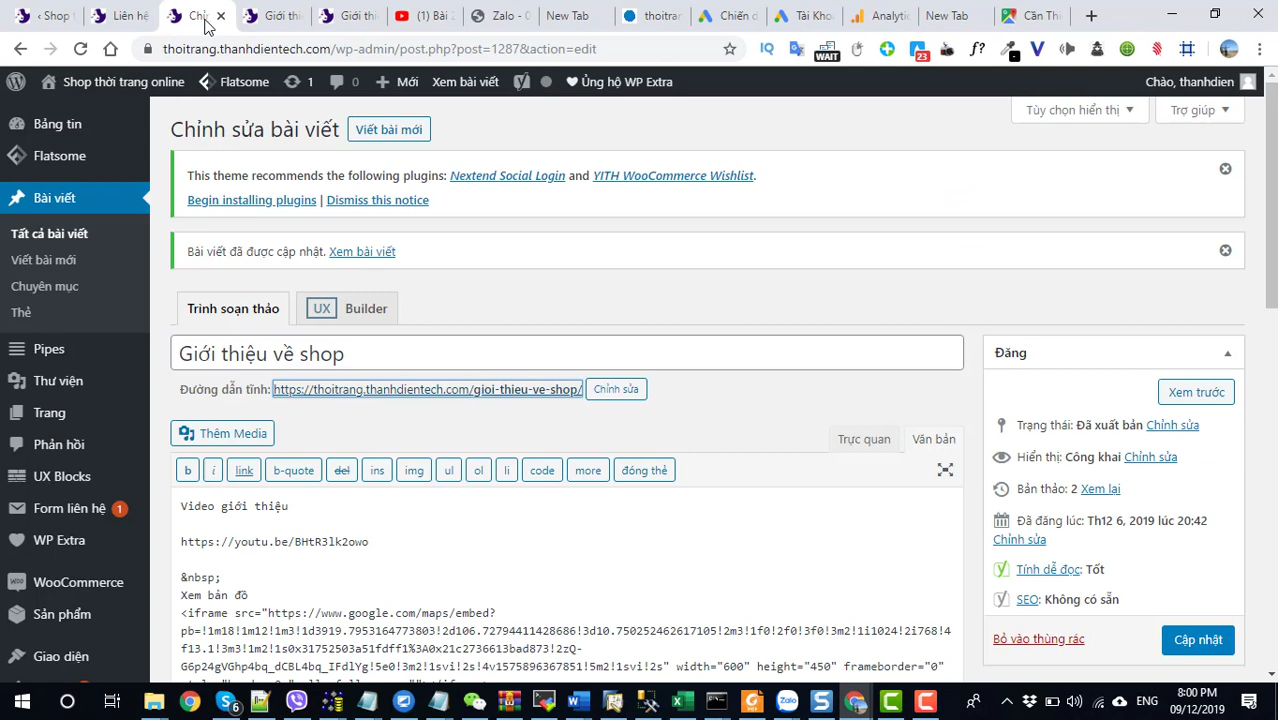 Shop t
Liên hệ
Chỉ
Giới thi
Giới thi
(1) Bài 2
Zalo -
New Tab
thoitran
Chiến d
Tài Kho
Analytic
New Tab
Căn Thi
thoitrang.thanhdientech.com/wp-admin/post.php?post=1287&action=edit
WAIT
23
Shop thời trang online
Flatsome
1
0
Mới
Xem bài viết
Ủng hộ WP Extra
Chào, thanhdien
Bảng tin
Flatsome
Bài viết
Tất cả bài viết
Viết bài mới
Chuyên mục
Thẻ
Pipes
Thư viện
Trang
Phản hồi
UX Blocks
Form liên hệ 1
WP Extra
WooCommerce
Sản phẩm
Giao diện
Chỉnh sửa bài viết
Viết bài mới
Tùy chọn hiển thị
Trợ giúp
This theme recommends the following plugins: Nextend Social Login and YITH WooCommerce Wishlist.
Begin installing plugins | Dismiss this notice
Bài viết đã được cập nhật. Xem bài viết
Trình soạn thảo
UX Builder
Giới thiệu về shop
Đường dẫn tĩnh: https://thoitrang.thanhdientech.com/gioi-thieu-ve-shop/ Chỉnh sửa
Thêm Media
Trực quan
Văn bản
b
i
link
b-quote
del
ins
img
ul
ol
li
code
more
đóng thẻ
Video giới thiệu
https://youtu.be/BHtR3lk2owo
&nbsp;
Xem bản đồ
<iframe src="https://www.google.com/maps/embed?
pb=!1m18!1m12!1m3!1d3919.7953164773803!2d106.72794411428686!3d10.750252462617105!2m3!1f0!2f0!3f0!3m2!1i1024!2i768!4
f13.1!3m3!1m2!1s0x31752503a51fdff1%3A0x21c2736613bad873!2zQ-
G6p24gVGhp4bq_dCBL4bq_IFdlYg!5e0!3m2!1svi!2s!4v1575896367851!5m2!1svi!2s" width="600" height="450" frameborder="0"
Đăng
Xem trước
Trạng thái: Đã xuất bản Chỉnh sửa
Hiển thị: Công khai Chỉnh sửa
Bản thảo: 2 Xem lại
Đã đăng lúc: Th12 6, 2019 lúc 20:42
Chỉnh sửa
Tính dễ đọc: Tốt
SEO: Không có sẵn
Bỏ vào thùng rác
Cập nhật
ENG
8:00 PM
09/12/2019